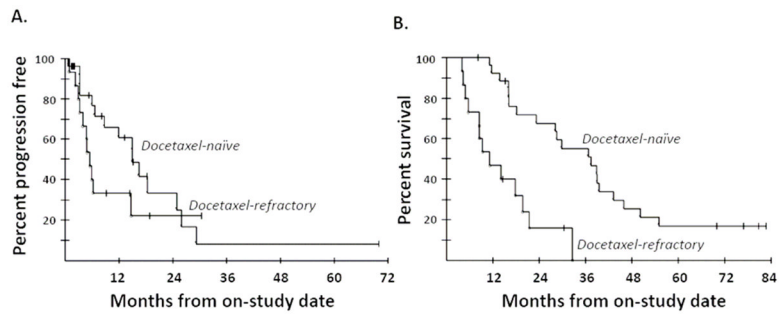 A.
Percent progression free
100
80
60
40
20
Docetaxel-naïve
Docetaxel-refractory
12 24 36 48 60 72
Months from on-study date
B.
Percent survival
100
80
60
40
20
Docetaxel-naïve
Docetaxel-refractory
12 24 36 48 60 72 84
Months from on-study date